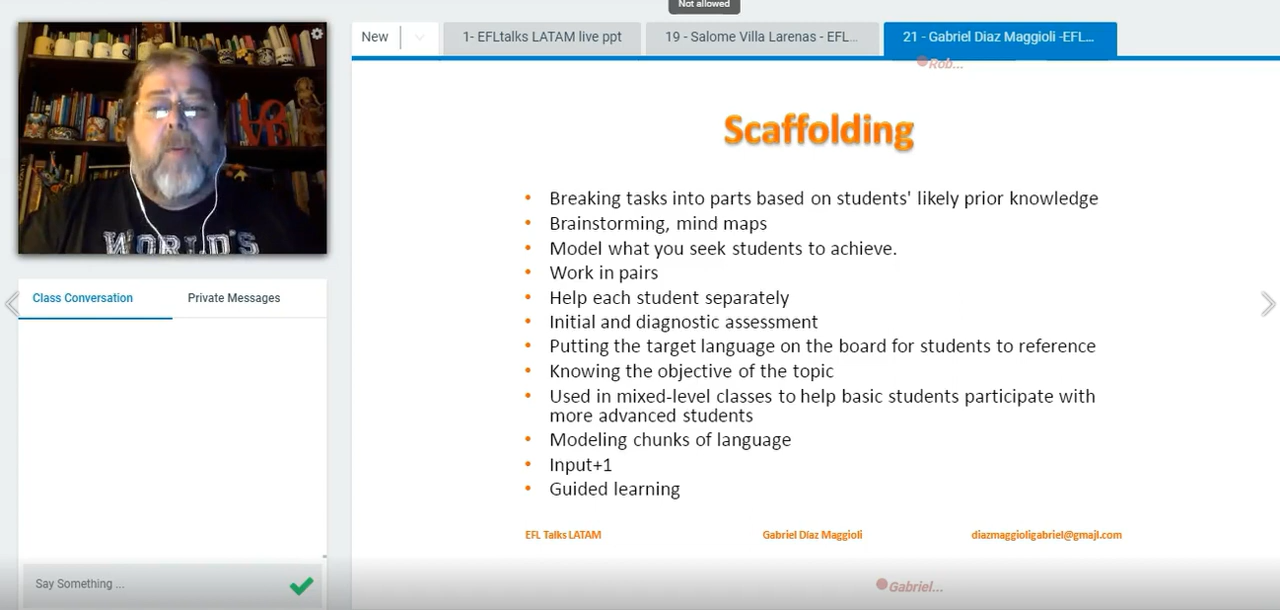 Not allowed
New
1- EFLtalks LATAM live ppt
19 - Salome Villa Larenas - EFL...
21 - Gabriel Diaz Maggioli -EFL...
Rob...
LOVE
WORLD'S
Scaffolding
• Breaking tasks into parts based on students' likely prior knowledge
• Brainstorming, mind maps
• Model what you seek students to achieve.
• Work in pairs
• Help each student separately
• Initial and diagnostic assessment
• Putting the target language on the board for students to reference
• Knowing the objective of the topic
• Used in mixed-level classes to help basic students participate with
more advanced students
• Modeling chunks of language
• Input+1
• Guided learning
EFL Talks LATAM
Gabriel Díaz Maggioli
diazmaggioligabriel@gmajl.com
Gabriel...
Class Conversation
Private Messages
Say Something ...